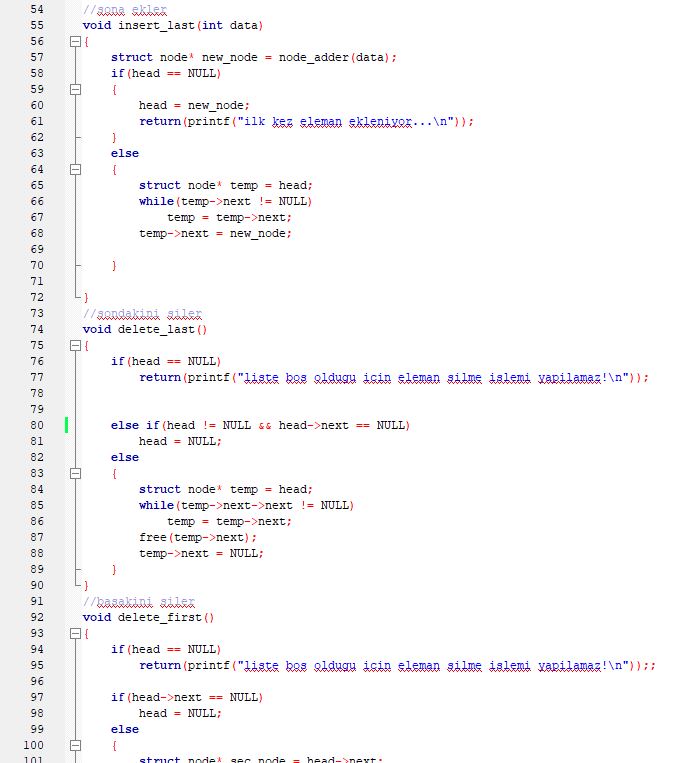 54 //sona ekler
55 void insert_last(int data)
56 {
57 struct node* new_node = node_adder(data);
58 if(head == NULL)
59 {
60 head = new_node;
61 return(printf("ilk kez eleman ekleniyor...\n"));
62 }
63 else
64 {
65 struct node* temp = head;
66 while(temp->next != NULL)
67 temp = temp->next;
68 temp->next = new_node;
69
70 }
71
72 }
73 //sondakini siler
74 void delete_last()
75 {
76 if(head == NULL)
77 return(printf("liste bos oldugu icin eleman silme islemi yapilamaz!\n"));
78
79
80 else if(head != NULL && head->next == NULL)
81 head = NULL;
82 else
83 {
84 struct node* temp = head;
85 while(temp->next->next != NULL)
86 temp = temp->next;
87 free(temp->next);
88 temp->next = NULL;
89 }
90 }
91 //basakini siler
92 void delete_first()
93 {
94 if(head == NULL)
95 return(printf("liste bos oldugu icin eleman silme islemi yapilamaz!\n"));;
96
97 if(head->next == NULL)
98 head = NULL;
99 else
100 {
101 struct node* sec_node = head->next;